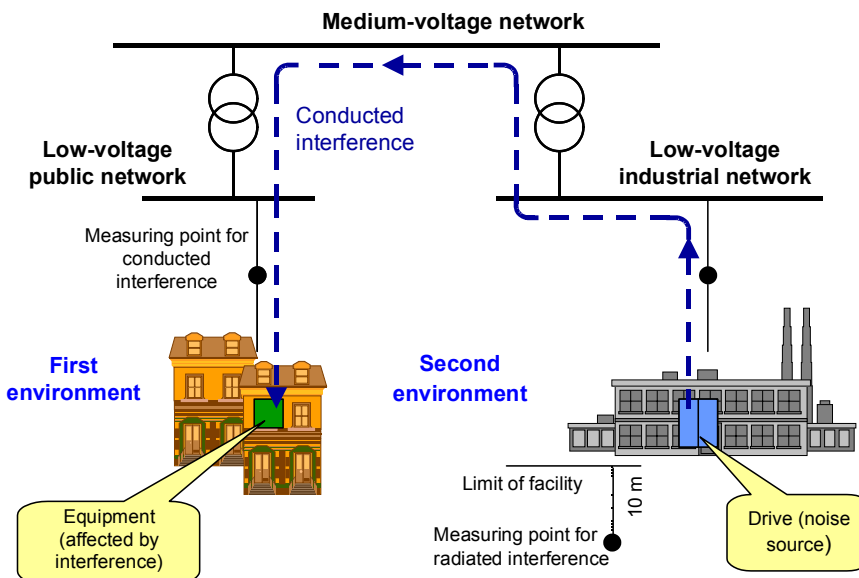 Medium-voltage network
Conducted
interference
Low-voltage
public network
Low-voltage
industrial network
Measuring point for
conducted
interference
First
environment
Second
environment
Limit of facility
10 m
Measuring point for
radiated interference
Equipment
(affected by
interference)
Drive (noise
source)